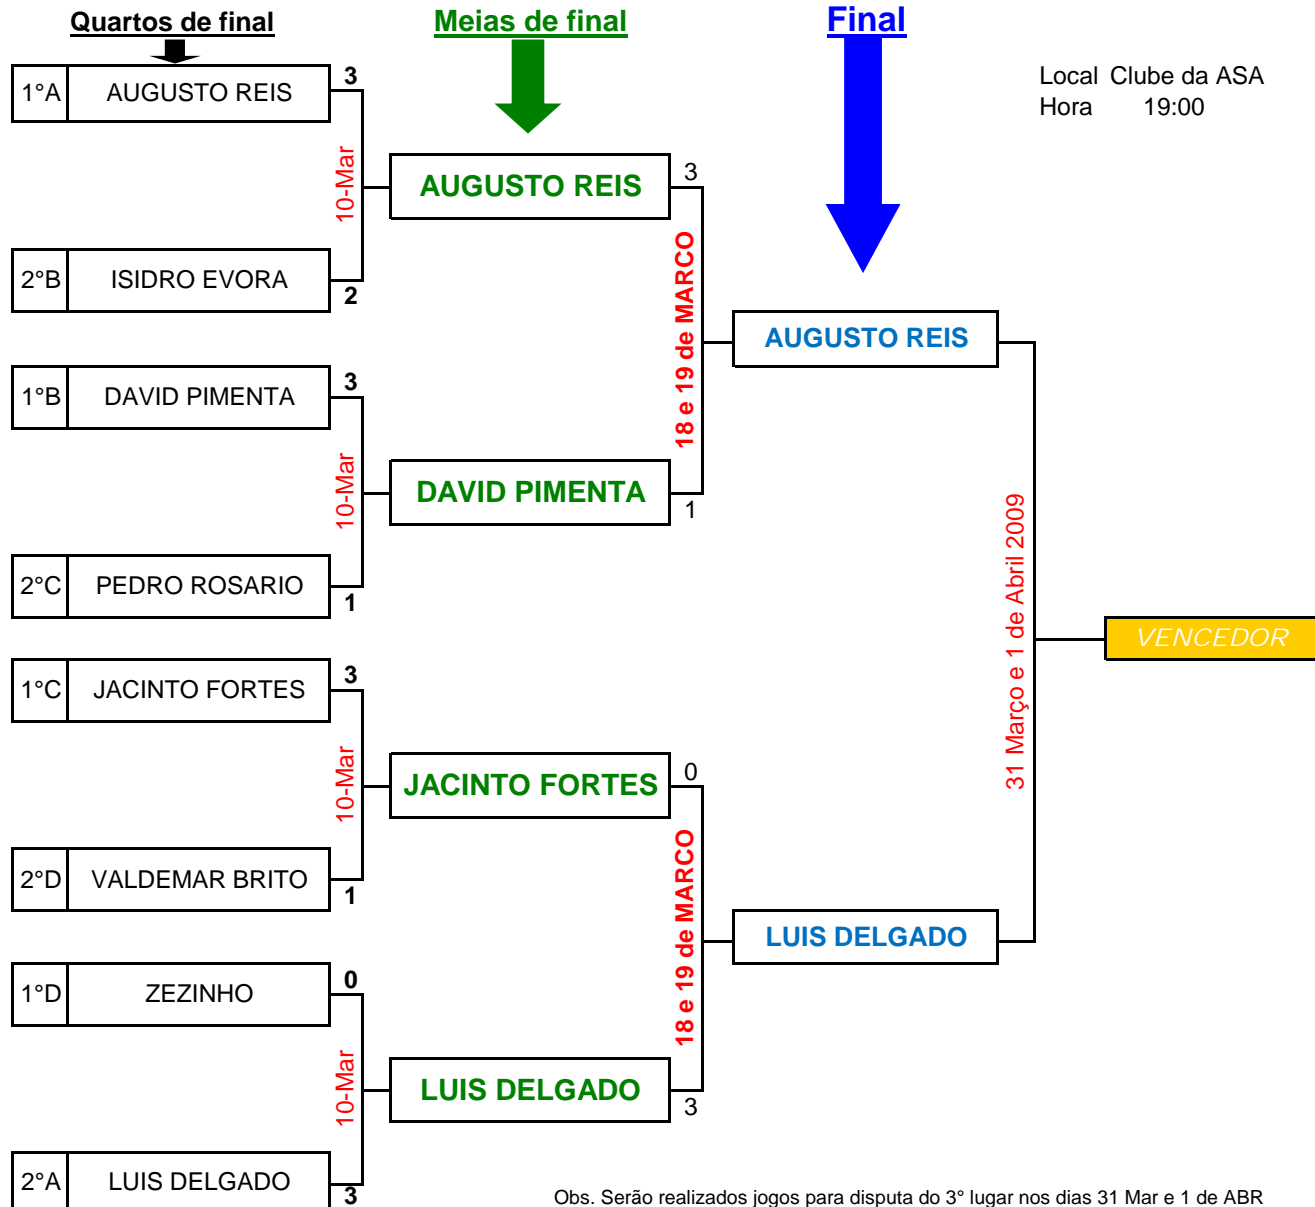 Quartos de final
Meias de final
Final
Local Clube da ASA
Hora 19:00
1°A AUGUSTO REIS 3
10-Mar
2°B ISIDRO EVORA 2
1°B DAVID PIMENTA 3
10-Mar
2°C PEDRO ROSARIO 1
1°C JACINTO FORTES 3
10-Mar
2°D VALDEMAR BRITO 1
1°D ZEZINHO 0
10-Mar
2°A LUIS DELGADO 3
AUGUSTO REIS 3
18 e 19 de MARCO
DAVID PIMENTA 1
JACINTO FORTES 0
18 e 19 de MARCO
LUIS DELGADO 3
AUGUSTO REIS
31 Março e 1 de Abril 2009
LUIS DELGADO
VENCEDOR
Obs. Serão realizados jogos para disputa do 3° lugar nos dias 31 Mar e 1 de ABR